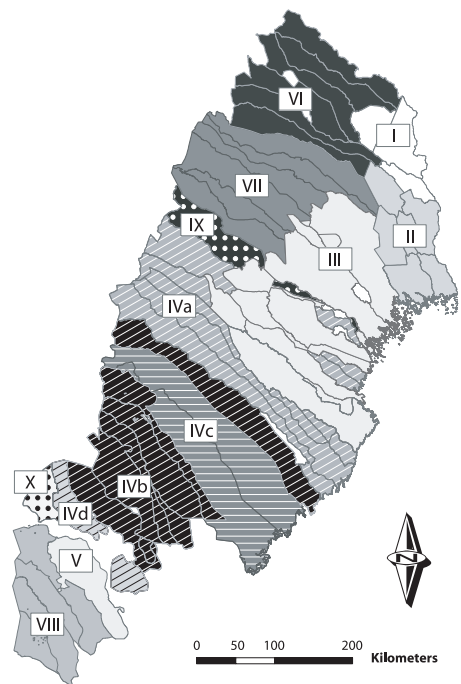 VI
I
VII
IX
II
III
IVa
IVc
X
IVb
IVd
V
VIII
N
0 50 100 200
Kilometers